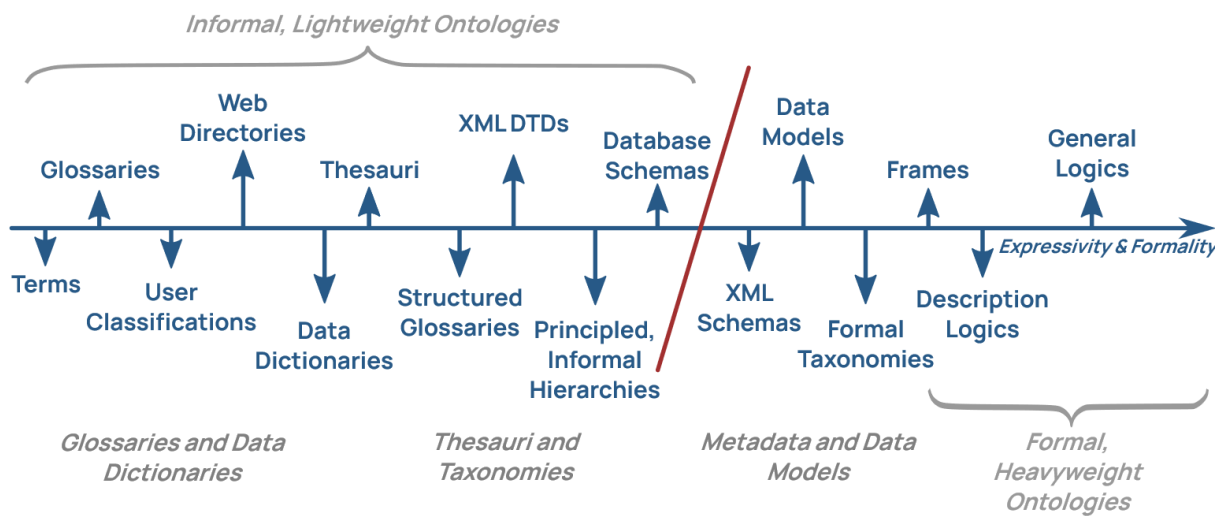 Informal, Lightweight Ontologies
Web
Directories
XML DTDs
Data
Models
Database
Schemas
General
Logics
Glossaries
Thesauri
Frames
Expressivity & Formality
Terms
User
Classifications
Data
Dictionaries
Structured
Glossaries
Principled,
Informal
Hierarchies
XML
Schemas
Formal
Taxonomies
Description
Logics
Glossaries and Data
Dictionaries
Thesauri and
Taxonomies
Metadata and Data
Models
Formal,
Heavyweight
Ontologies